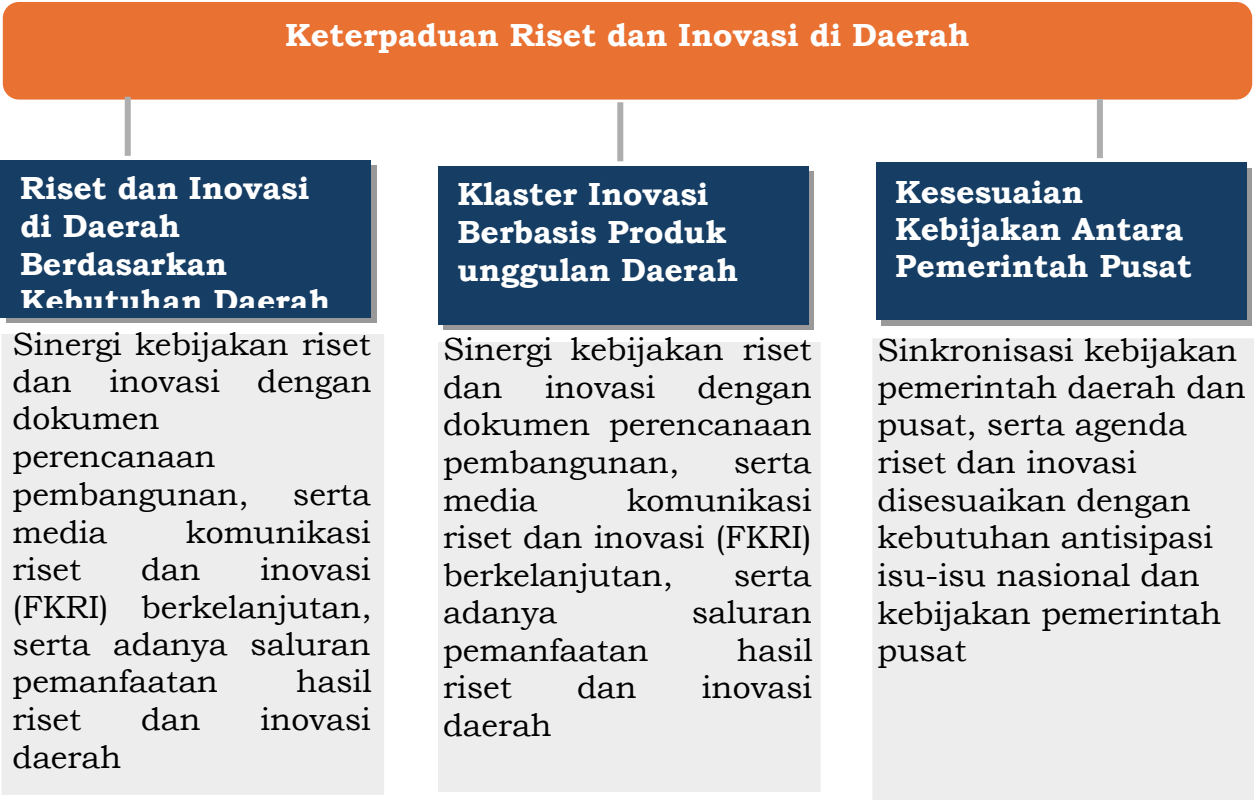 Keterpaduan Riset dan Inovasi di Daerah
Riset dan Inovasi
di Daerah
Berdasarkan
Kebutuhan Daerah
Sinergi kebijakan riset
dan inovasi dengan
dokumen
perencanaan
pembangunan, serta
media komunikasi
riset dan inovasi
(FKRI) berkelanjutan,
serta adanya saluran
pemanfaatan hasil
riset dan inovasi
daerah
Klaster Inovasi
Berbasis Produk
unggulan Daerah
Sinergi kebijakan riset
dan inovasi dengan
dokumen perencanaan
pembangunan, serta
media komunikasi
riset dan inovasi (FKRI)
berkelanjutan, serta
adanya saluran
pemanfaatan hasil
riset dan inovasi
daerah
Kesesuaian
Kebijakan Antara
Pemerintah Pusat
Sinkronisasi kebijakan
pemerintah daerah dan
pusat, serta agenda
riset dan inovasi
disesuaikan dengan
kebutuhan antisipasi
isu-isu nasional dan
kebijakan pemerintah
pusat